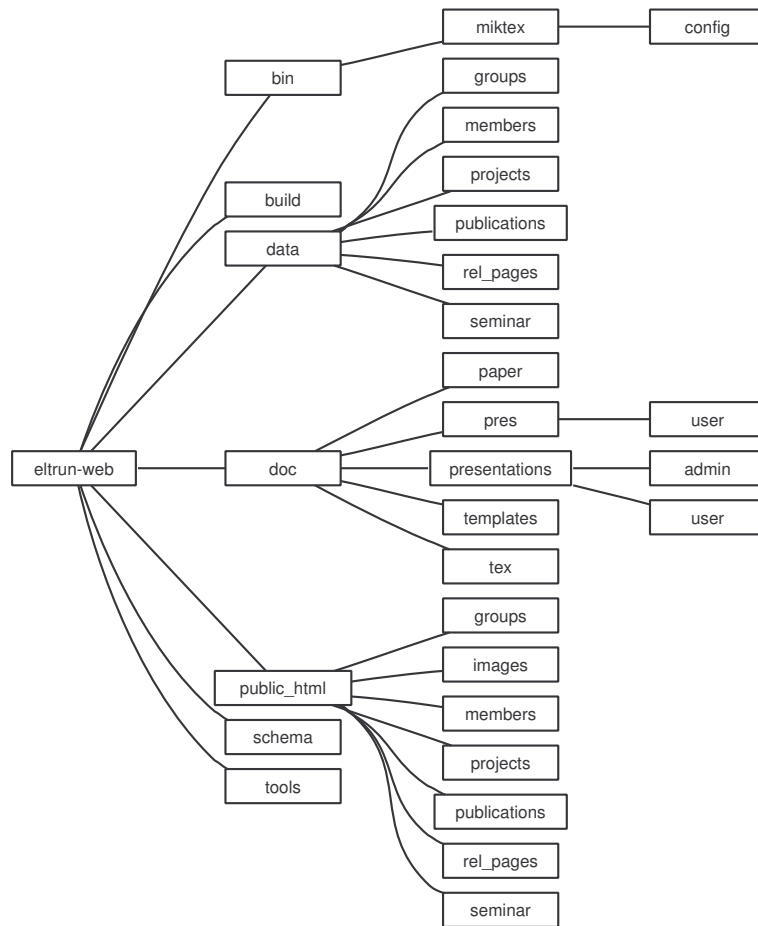 miktex
config
bin
groups
members
projects
build
publications
data
rel_pages
seminar
paper
pres
user
eltrun-web
doc
presentations
admin
templates
user
tex
groups
images
public_html
members
schema
projects
tools
publications
rel_pages
seminar